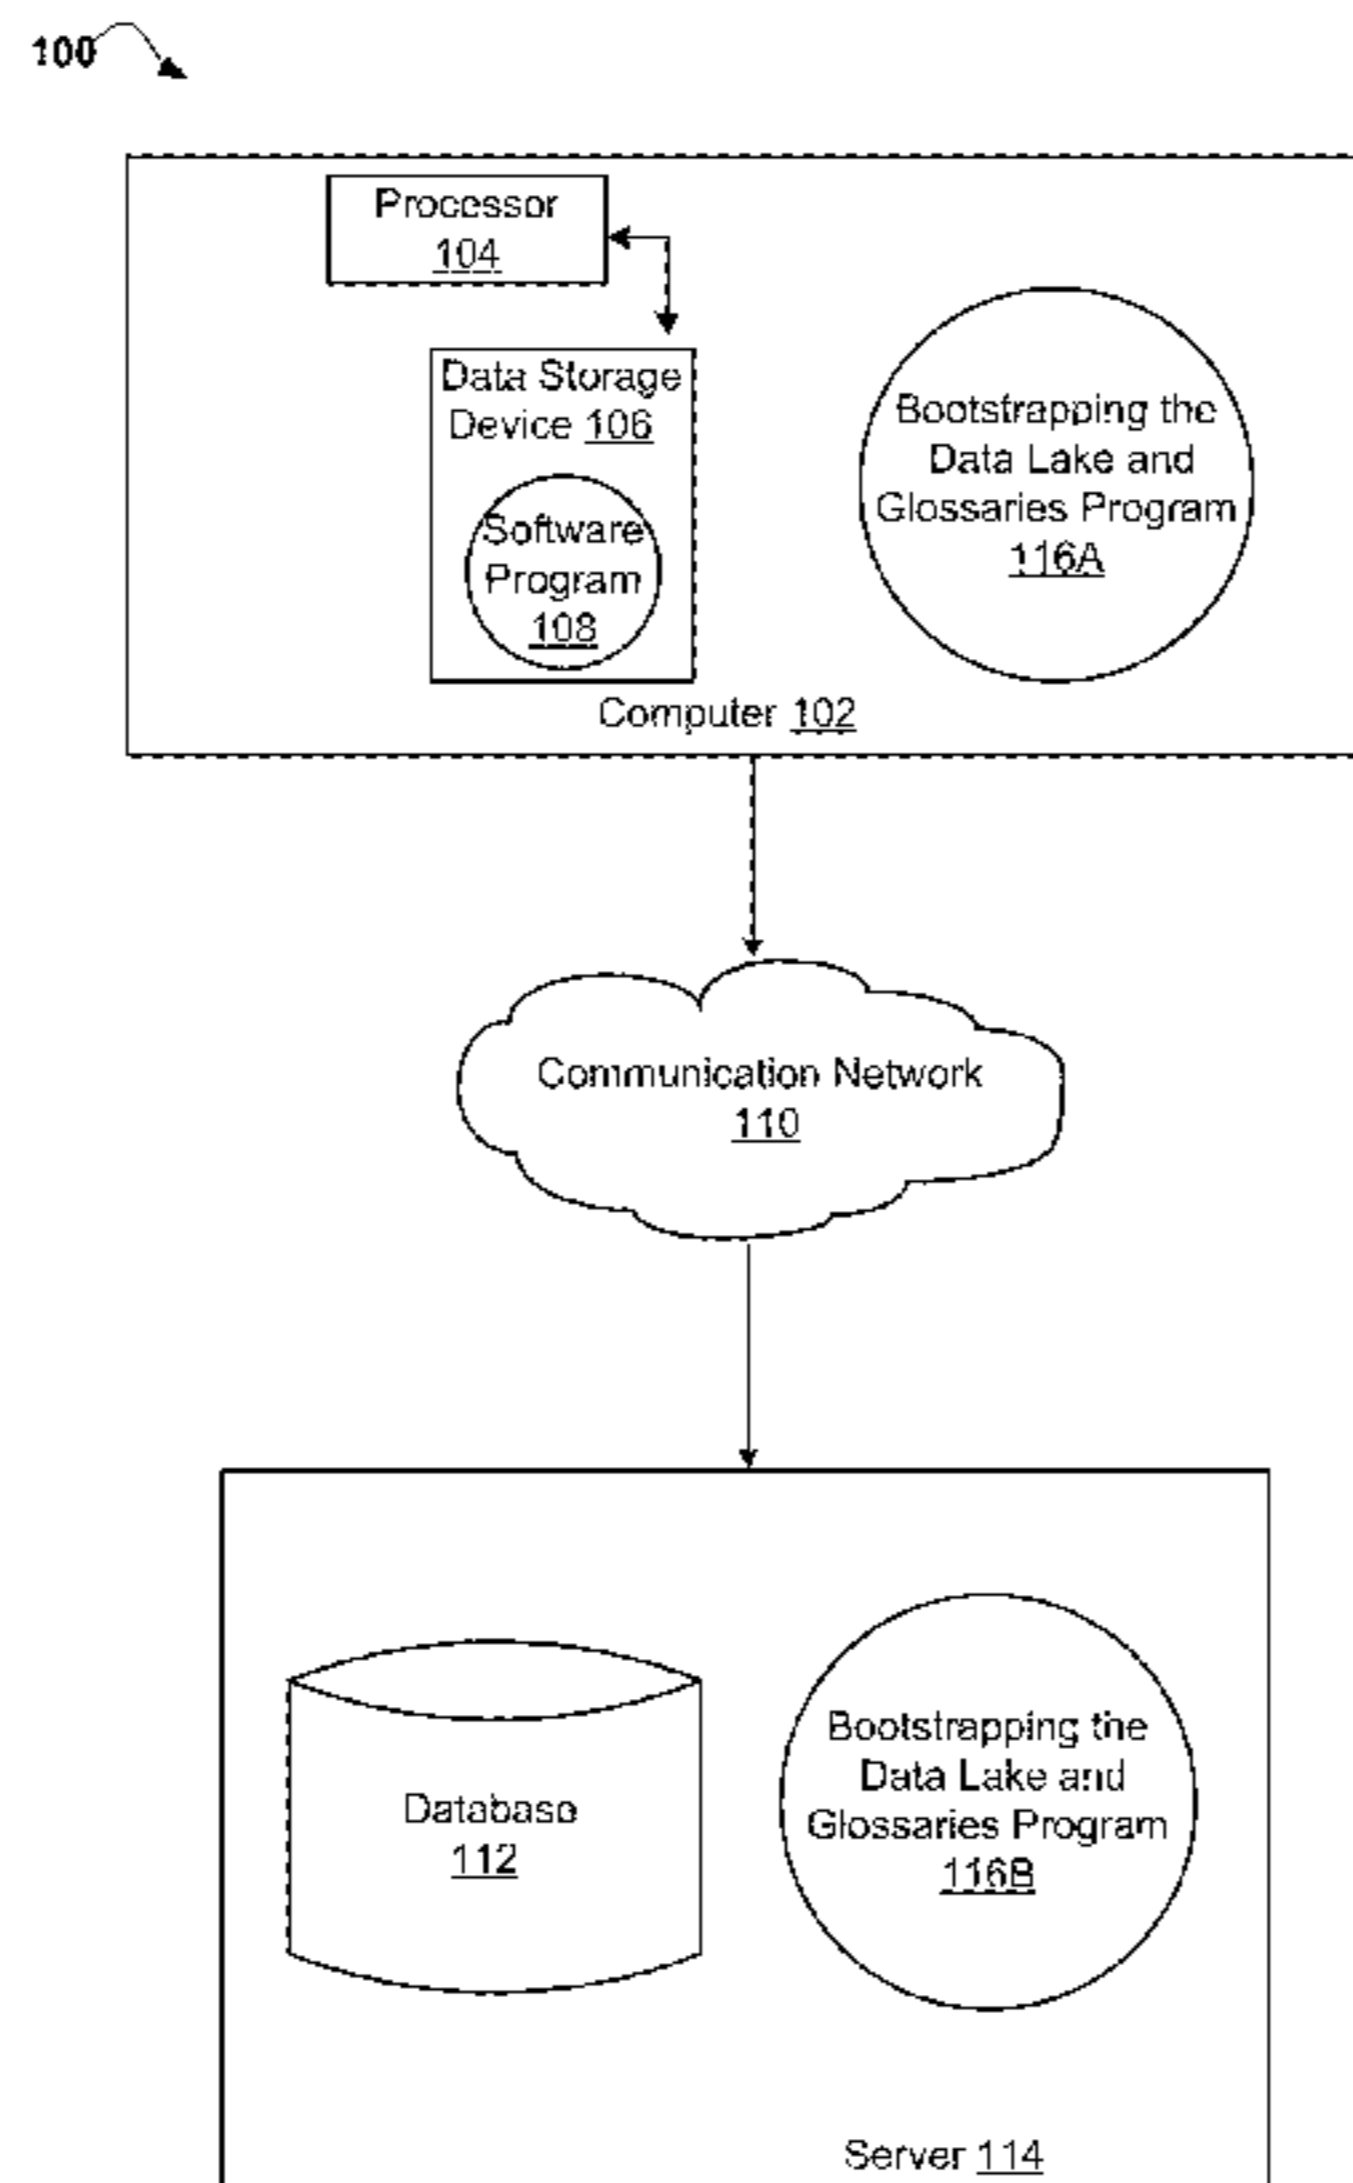 100
Processor
104
Data Storage
Device 106
Software
Program
108
Bootstrapping the
Data Lake and
Glossaries Program
116A
Computer 102
Communication Network
110
Database
112
Bootstrapping the
Data Lake and
Glossaries Program
116B
Server 114